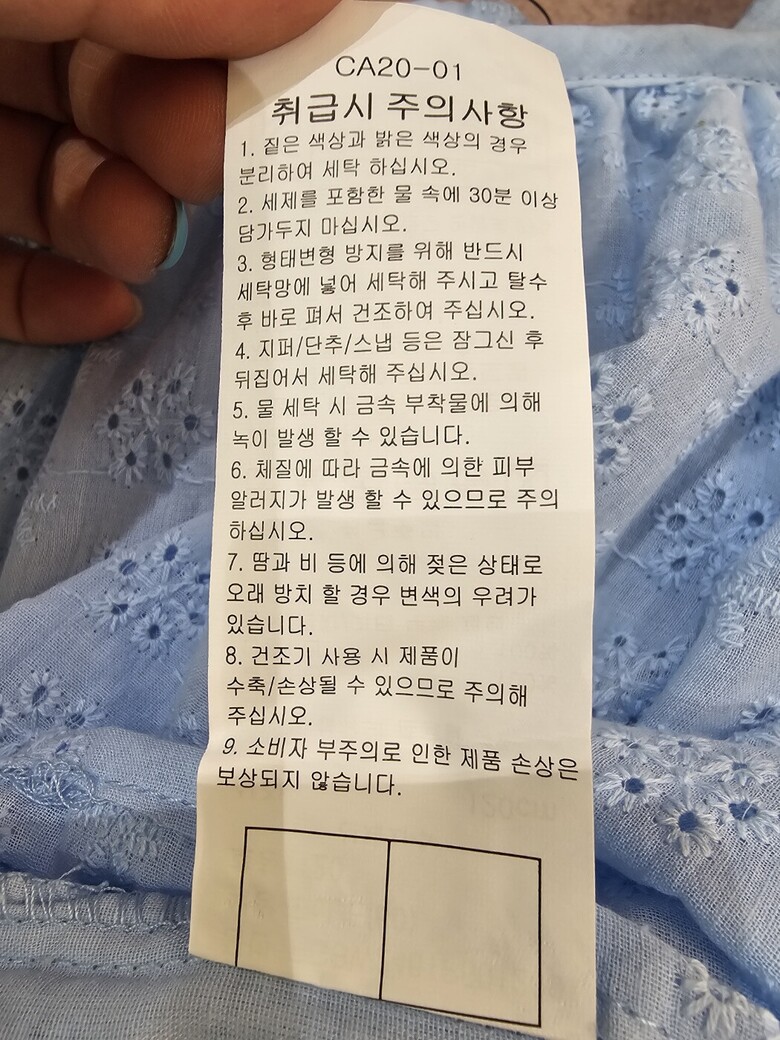 CA20-01
취급시 주의사항
1. 짙은 색상과 밝은 색상의 경우
분리하여 세탁 하십시오.
2. 세제를 포함한 물 속에 30분 이상
담가두지 마십시오.
3. 형태변형 방지를 위해 반드시
세탁망에 넣어 세탁해 주시고 탈수
후 바로 펴서 건조하여 주십시오.
4. 지퍼/단추/스냅 등은 잠그신 후
뒤집어서 세탁해 주십시오.
5. 물 세탁 시 금속 부착물에 의해
녹이 발생 할 수 있습니다.
6. 체질에 따라 금속에 의한 피부
알러지가 발생 할 수 있으므로 주의
하십시오.
7. 땀과 비 등에 의해 젖은 상태로
오래 방치 할 경우 변색의 우려가
있습니다.
8. 건조기 사용 시 제품이
수축/손상될 수 있으므로 주의해
주십시오.
9. 소비자 부주의로 인한 제품 손상은
보상되지 않습니다.